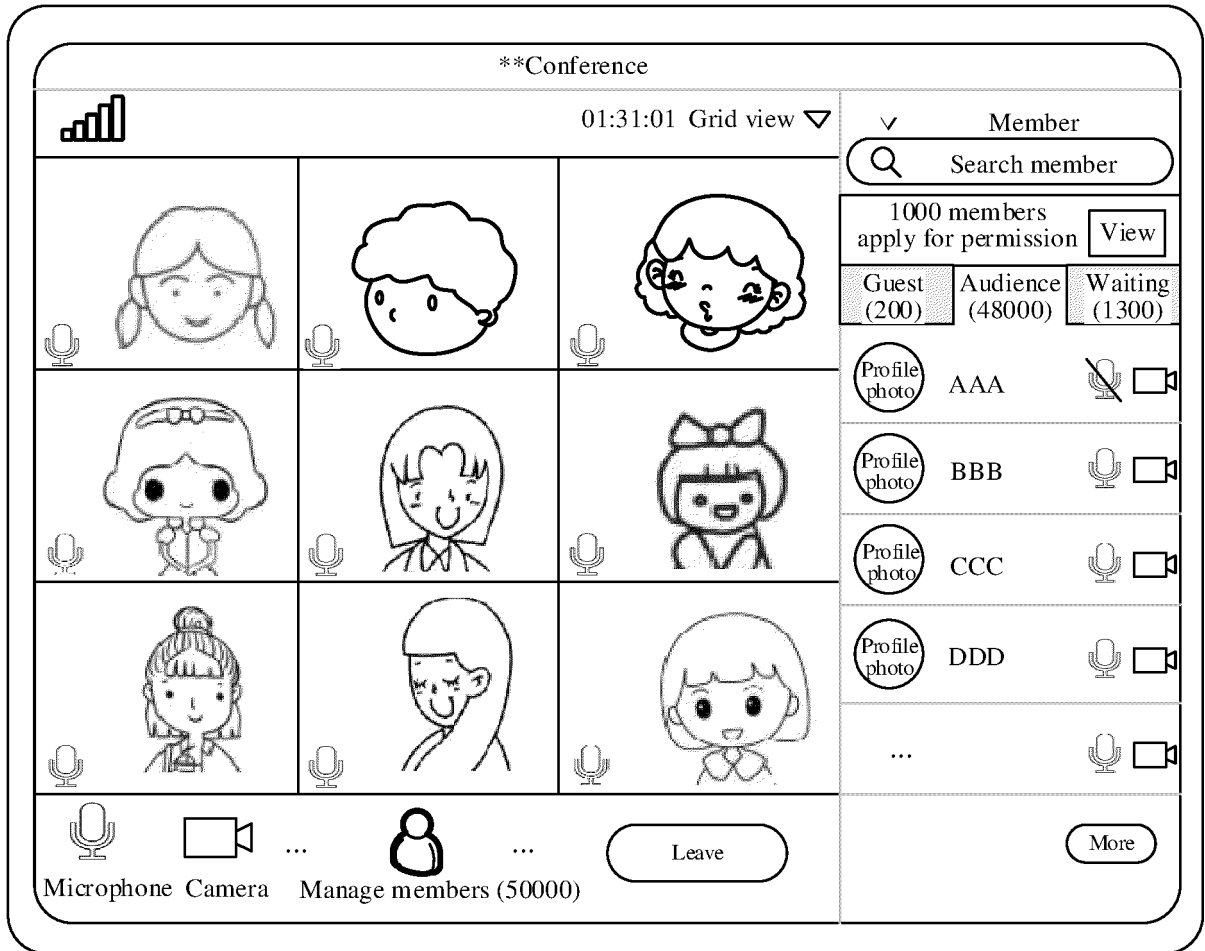 **Conference
01:31:01 Grid view
Member
Search member
1000 members
apply for permission
View
Guest
(200)
Audience
(48000)
Waiting
(1300)
Profile
photo
AAA
Profile
photo
BBB
Profile
photo
CCC
Profile
photo
DDD
...
...
...
Microphone
Camera
Manage members (50000)
Leave
More